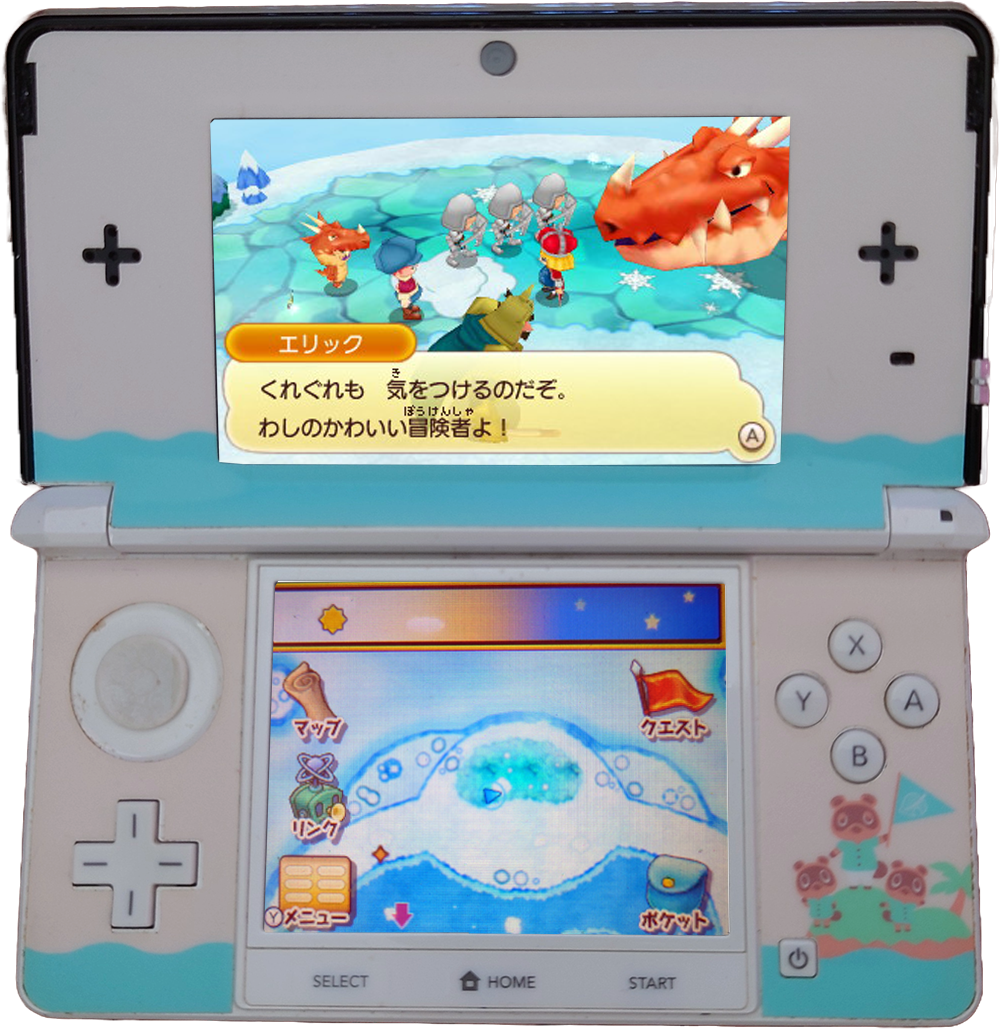 エリック
くれぐれも　気をつけるのだぞ。
き
わしのかわいい冒険者よ！
ぼうけんしゃ
A
マップ
クエスト
リンク
Y メニュー
ポケット
X
Y
A
B
SELECT
HOME
START